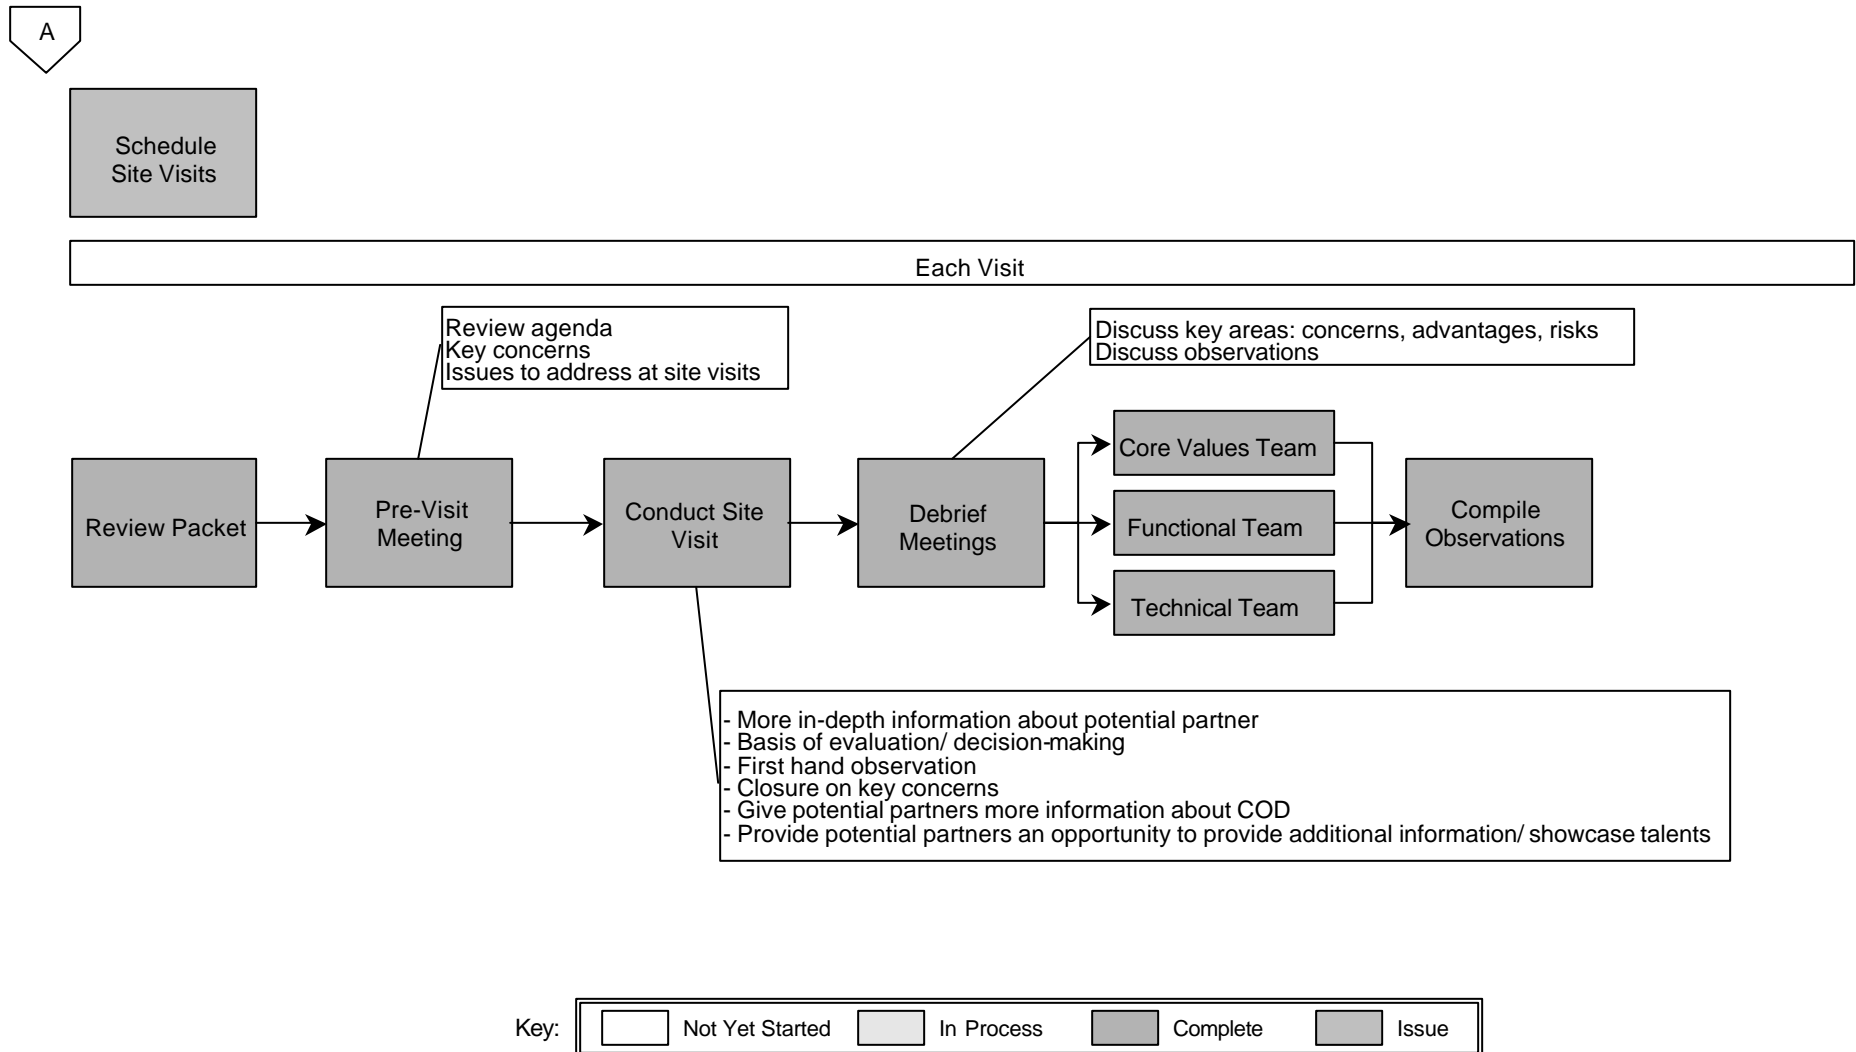 A
Schedule
Site Visits
Each Visit
Review agenda
Key concerns
Issues to address at site visits
Discuss key areas: concerns, advantages, risks
Discuss observations
Review Packet
Pre-Visit
Meeting
Conduct Site
Visit
Debrief
Meetings
Core Values Team
Functional Team
Technical Team
Compile
Observations
- More in-depth information about potential partner
- Basis of evaluation/ decision-making
- First hand observation
- Closure on key concerns
- Give potential partners more information about COD
- Provide potential partners an opportunity to provide additional information/ showcase talents
Key:
Not Yet Started
In Process
Complete
Issue